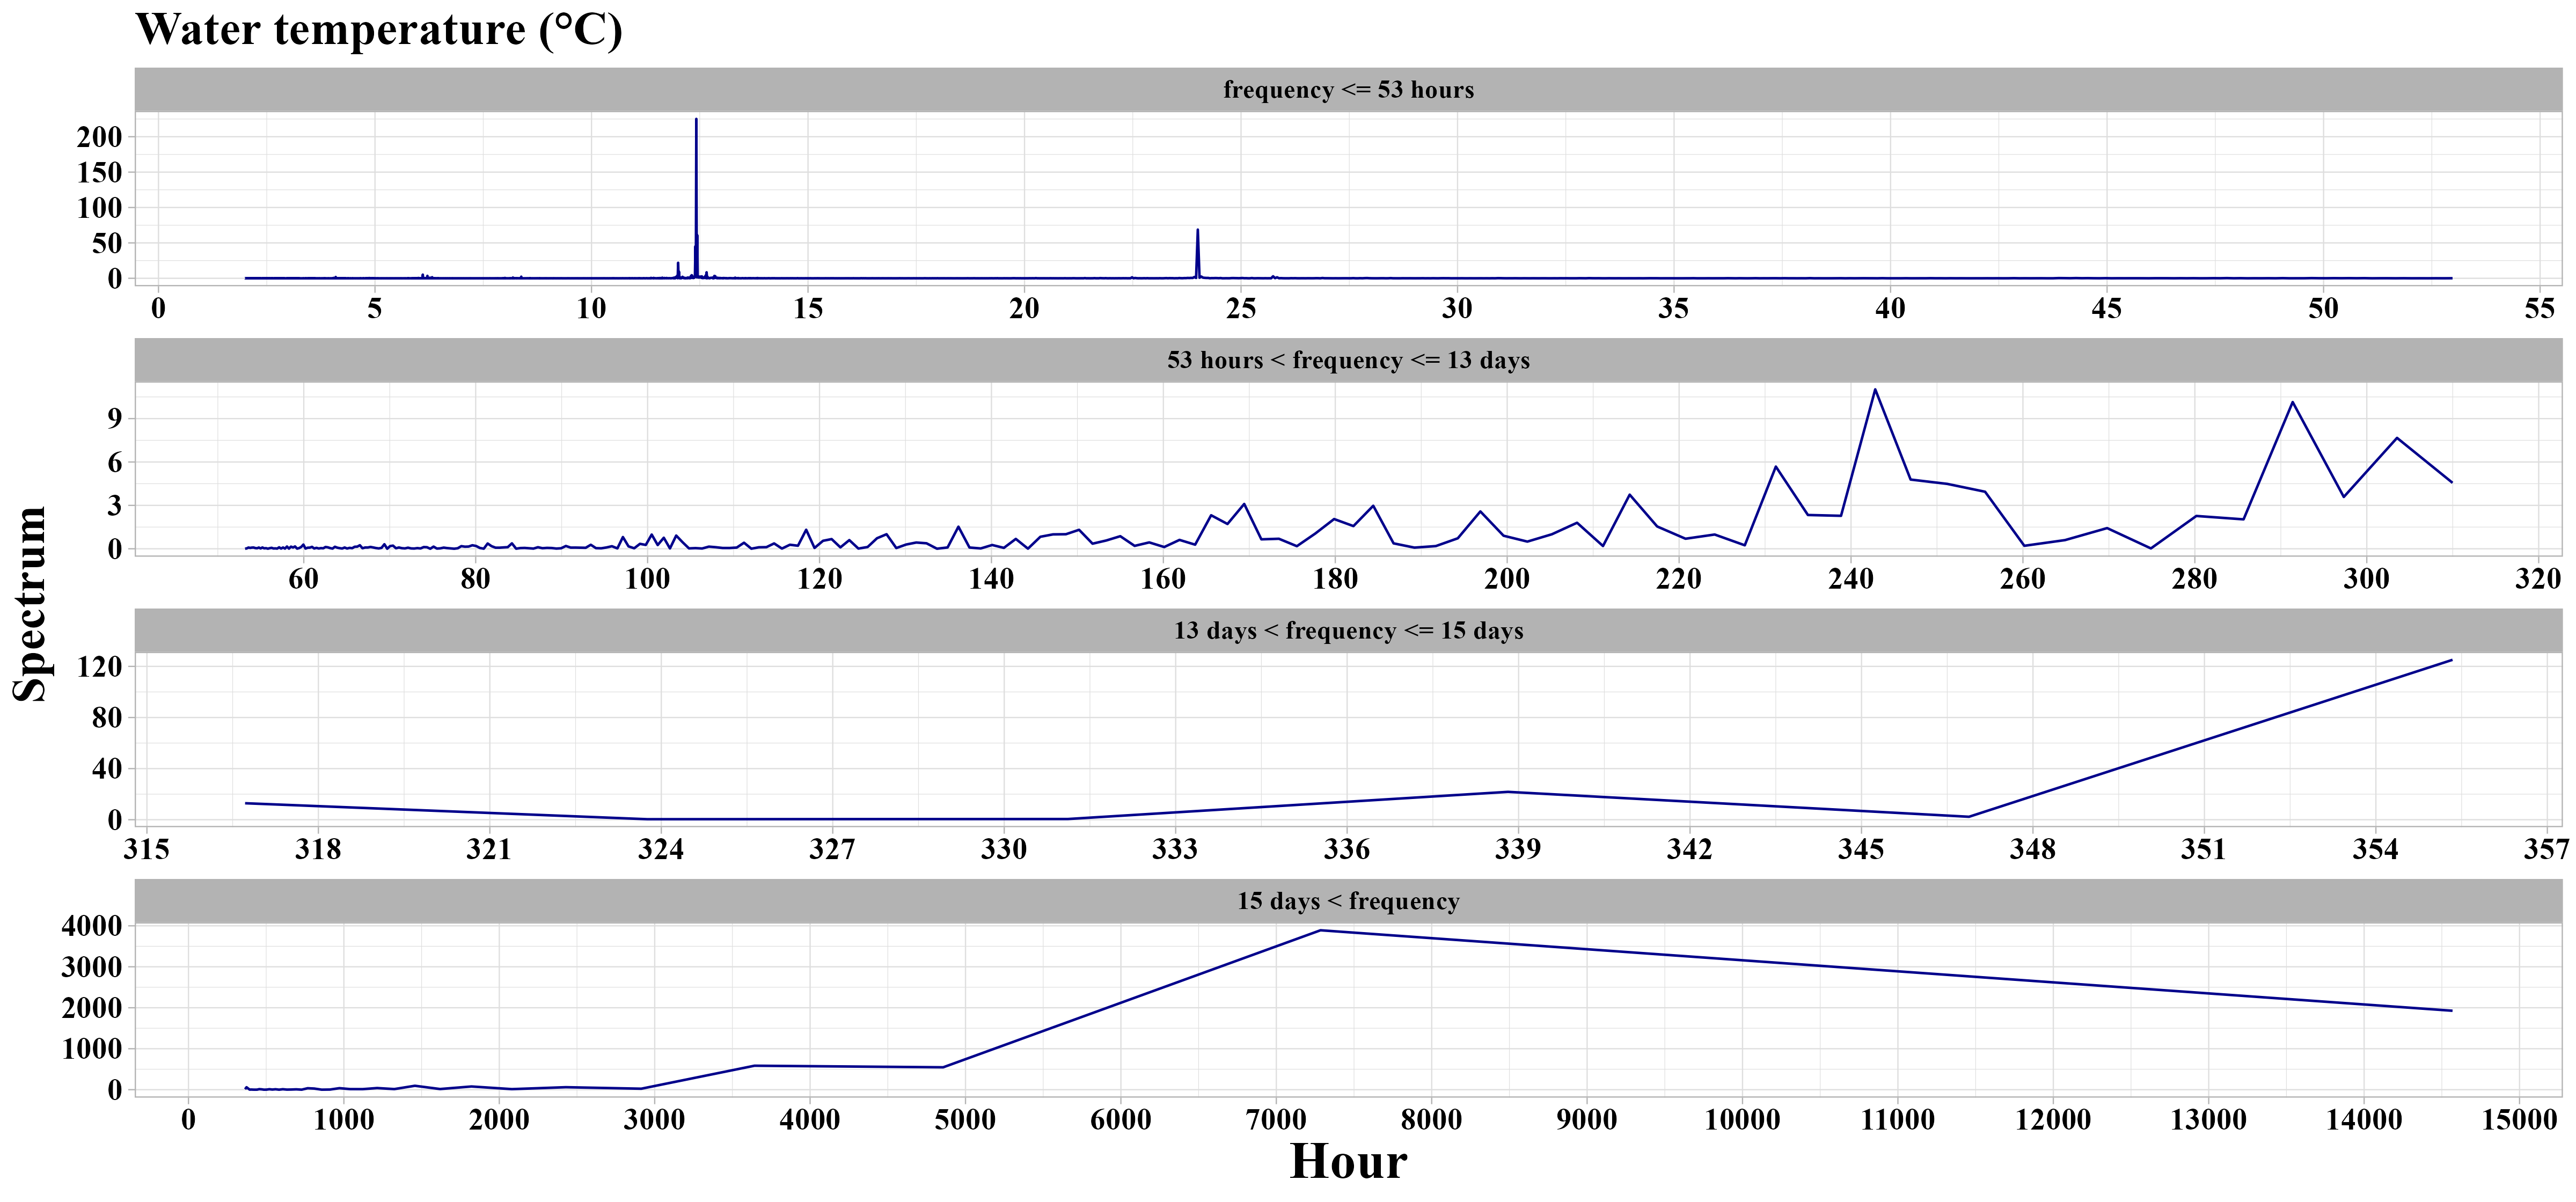 Water temperature (°C)
frequency <= 53 hours
200
150
100
50
0
0 5 10 15 20 25 30 35 40 45 50 55
53 hours < frequency <= 13 days
9
6
3
0
60 80 100 120 140 160 180 200 220 240 260 280 300 320
13 days < frequency <= 15 days
120
80
40
0
315 318 321 324 327 330 333 336 339 342 345 348 351 354 357
15 days < frequency
4000
3000
2000
1000
0
0 1000 2000 3000 4000 5000 6000 7000 8000 9000 10000 11000 12000 13000 14000 15000
Spectrum
Hour